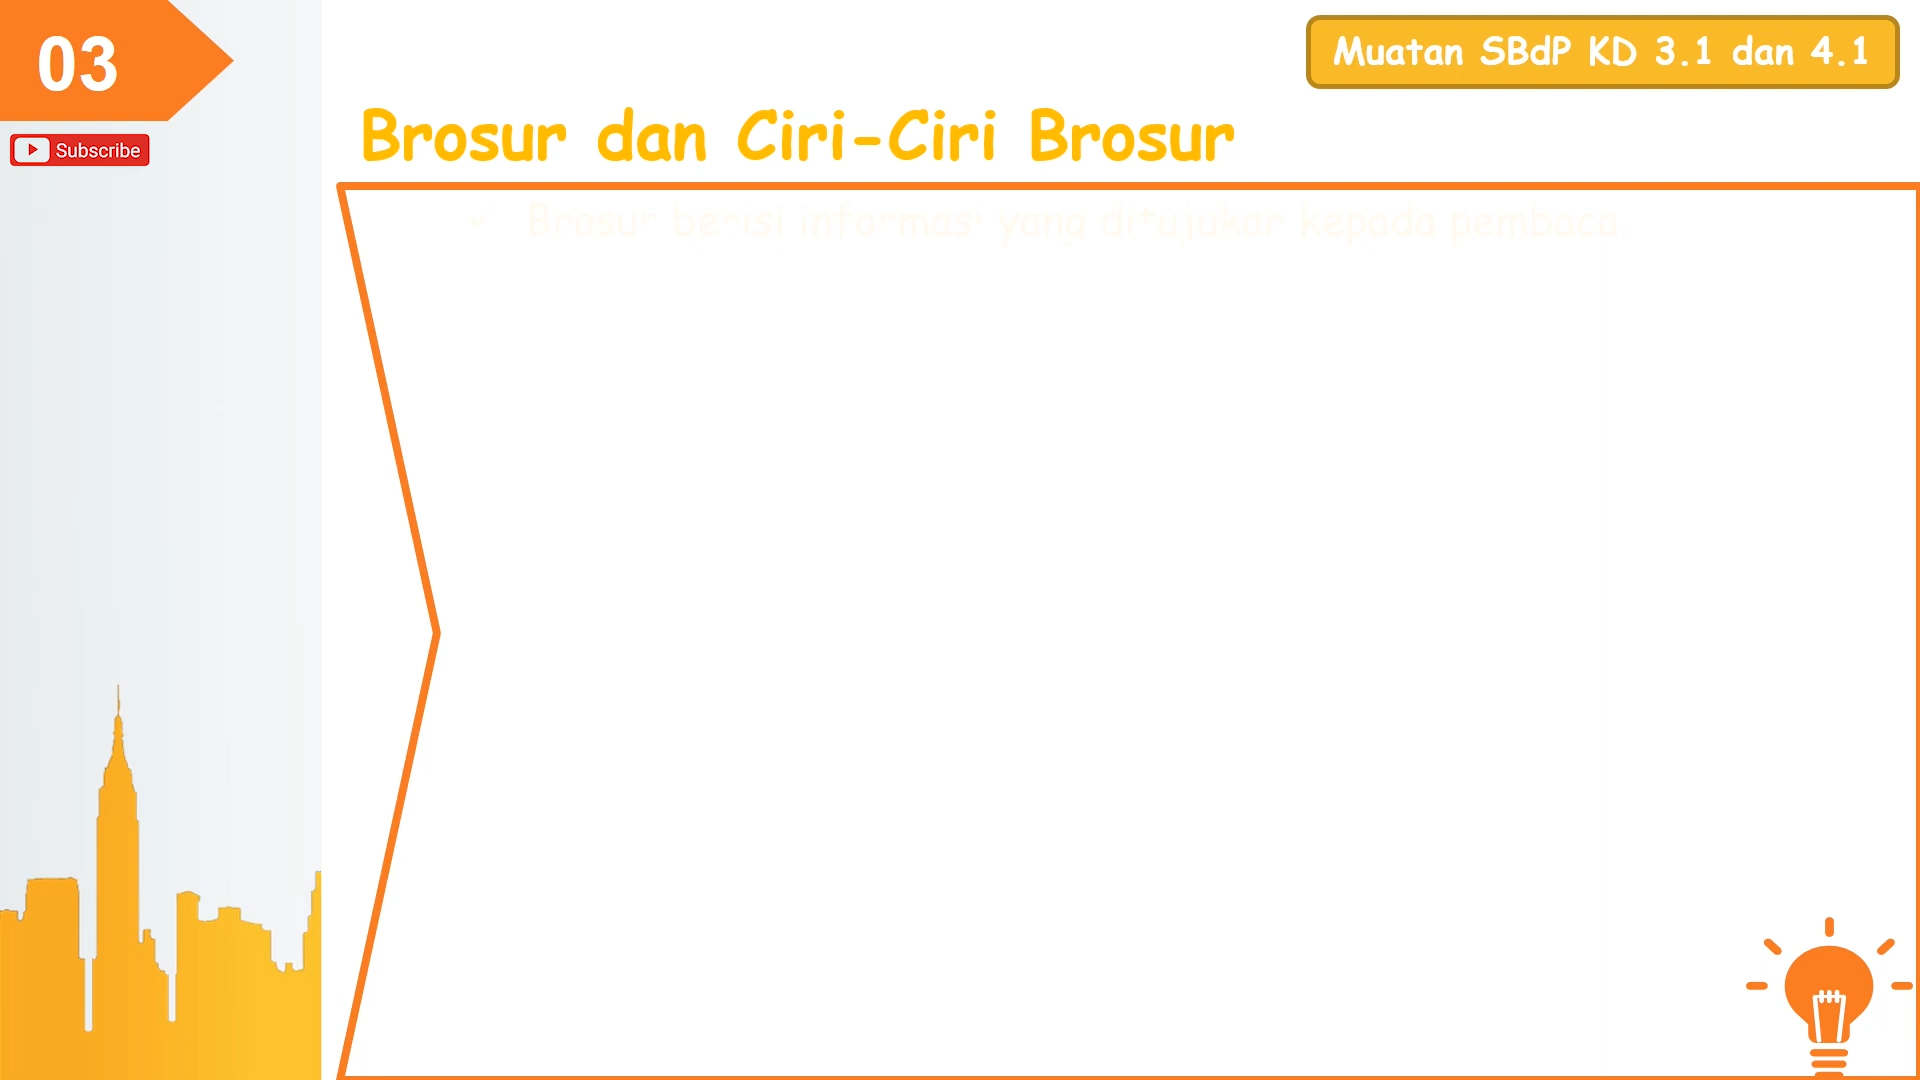 03
Muatan SBdP KD 3.1 dan 4.1
Subscribe
Brosur dan Ciri-Ciri Brosur
✓ Brosur berisi informasi yang ditujukan kepada pembaca.